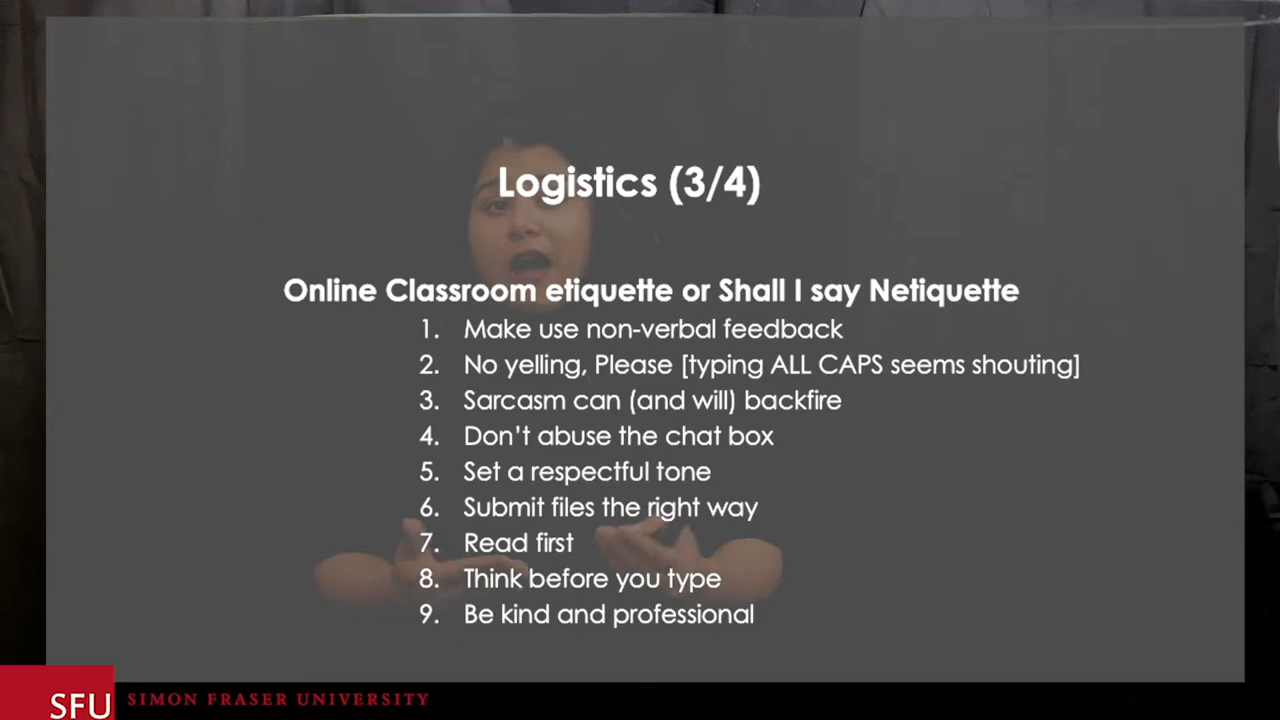 Logistics (3/4)
Online Classroom etiquette or Shall I say Netiquette
1. Make use non-verbal feedback
2. No yelling, Please [typing ALL CAPS seems shouting]
3. Sarcasm can (and will) backfire
4. Don't abuse the chat box
5. Set a respectful tone
6. Submit files the right way
7. Read first
8. Think before you type
9. Be kind and professional
SFU SIMON FRASER UNIVERSITY